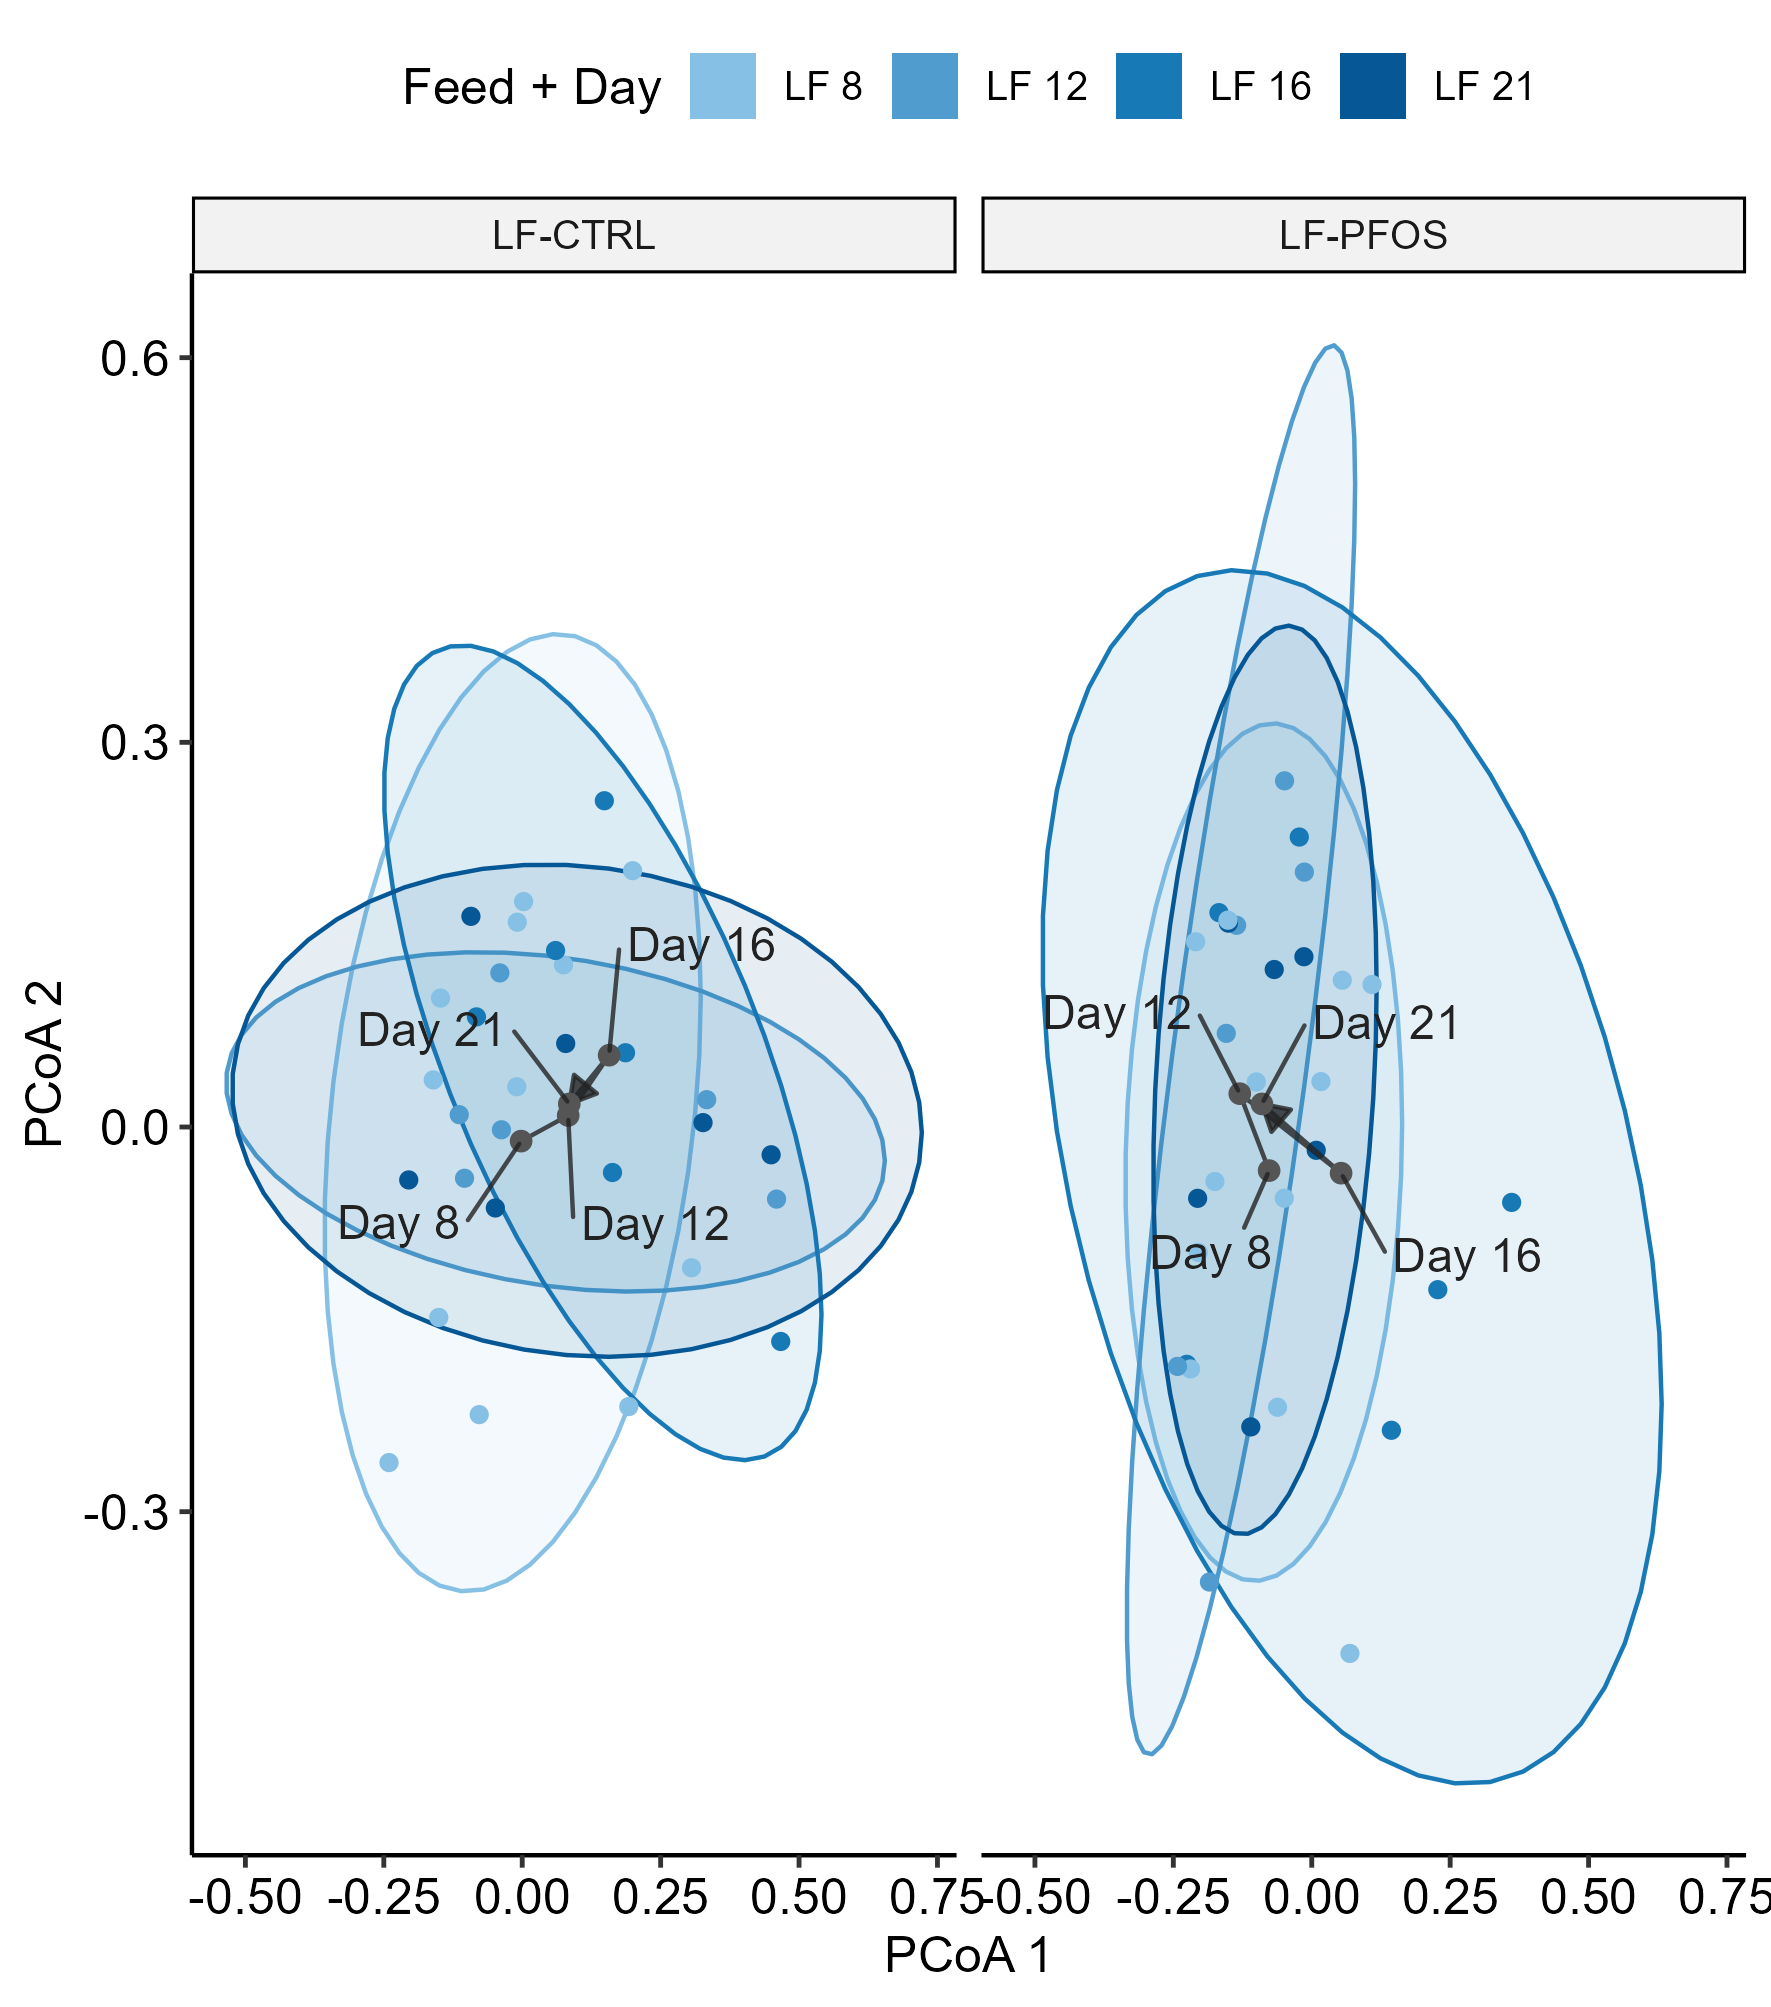 Feed + Day LF 8 LF 12 LF 16 LF 21
LF-CTRL LF-PFOS
0.6
0.3
0.0
-0.3
PCoA 2
Day 16
Day 21
Day 8
Day 12
Day 12
Day 21
Day 8
Day 16
-0.50 -0.25 0.00 0.25 0.50 0.75 -0.50 -0.25 0.00 0.25 0.50 0.75
PCoA 1